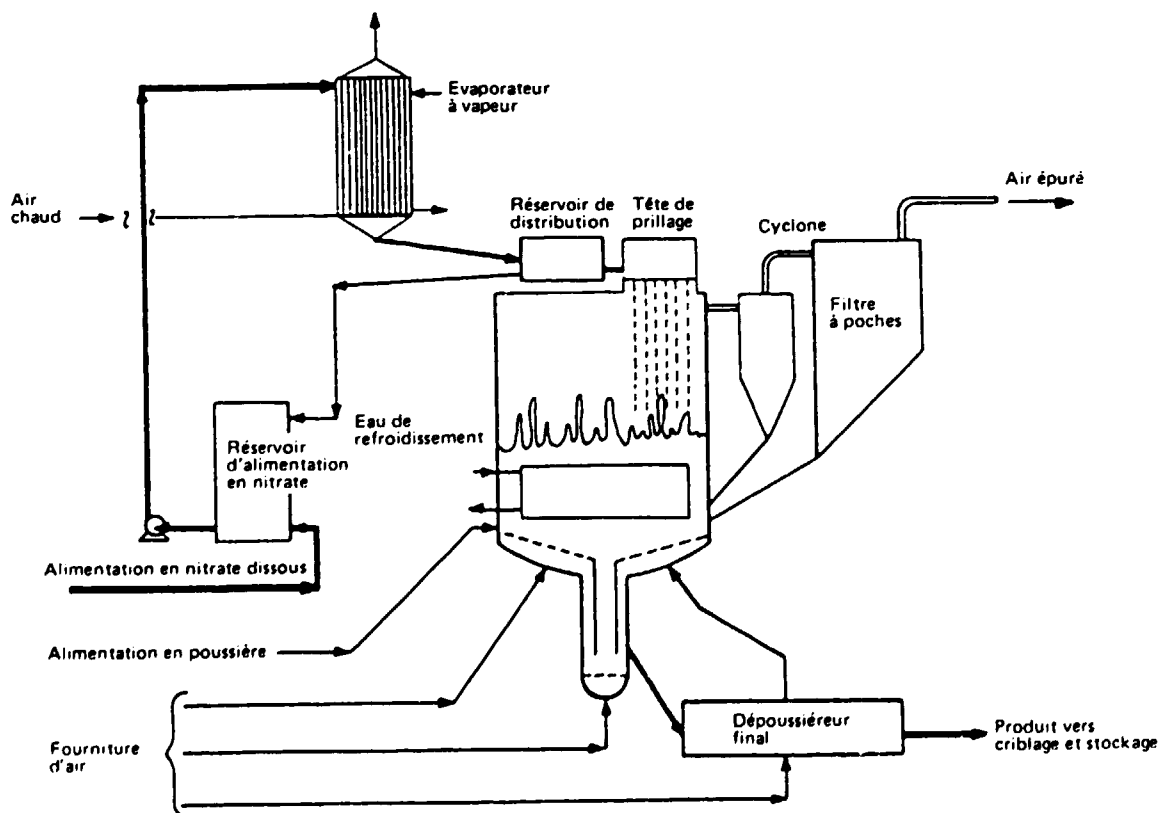 Evaporateur
à vapeur
Air
chaud
Réservoir de
distribution
Tête de
prillage
Cyclone
Air épuré
Filtre
à poches
Eau de
refroidissement
Réservoir
d'alimentation
en nitrate
Alimentation en nitrate dissous
Alimentation en poussière
Fourniture
d'air
Dépoussiéreur
final
Produit vers
criblage et stockage